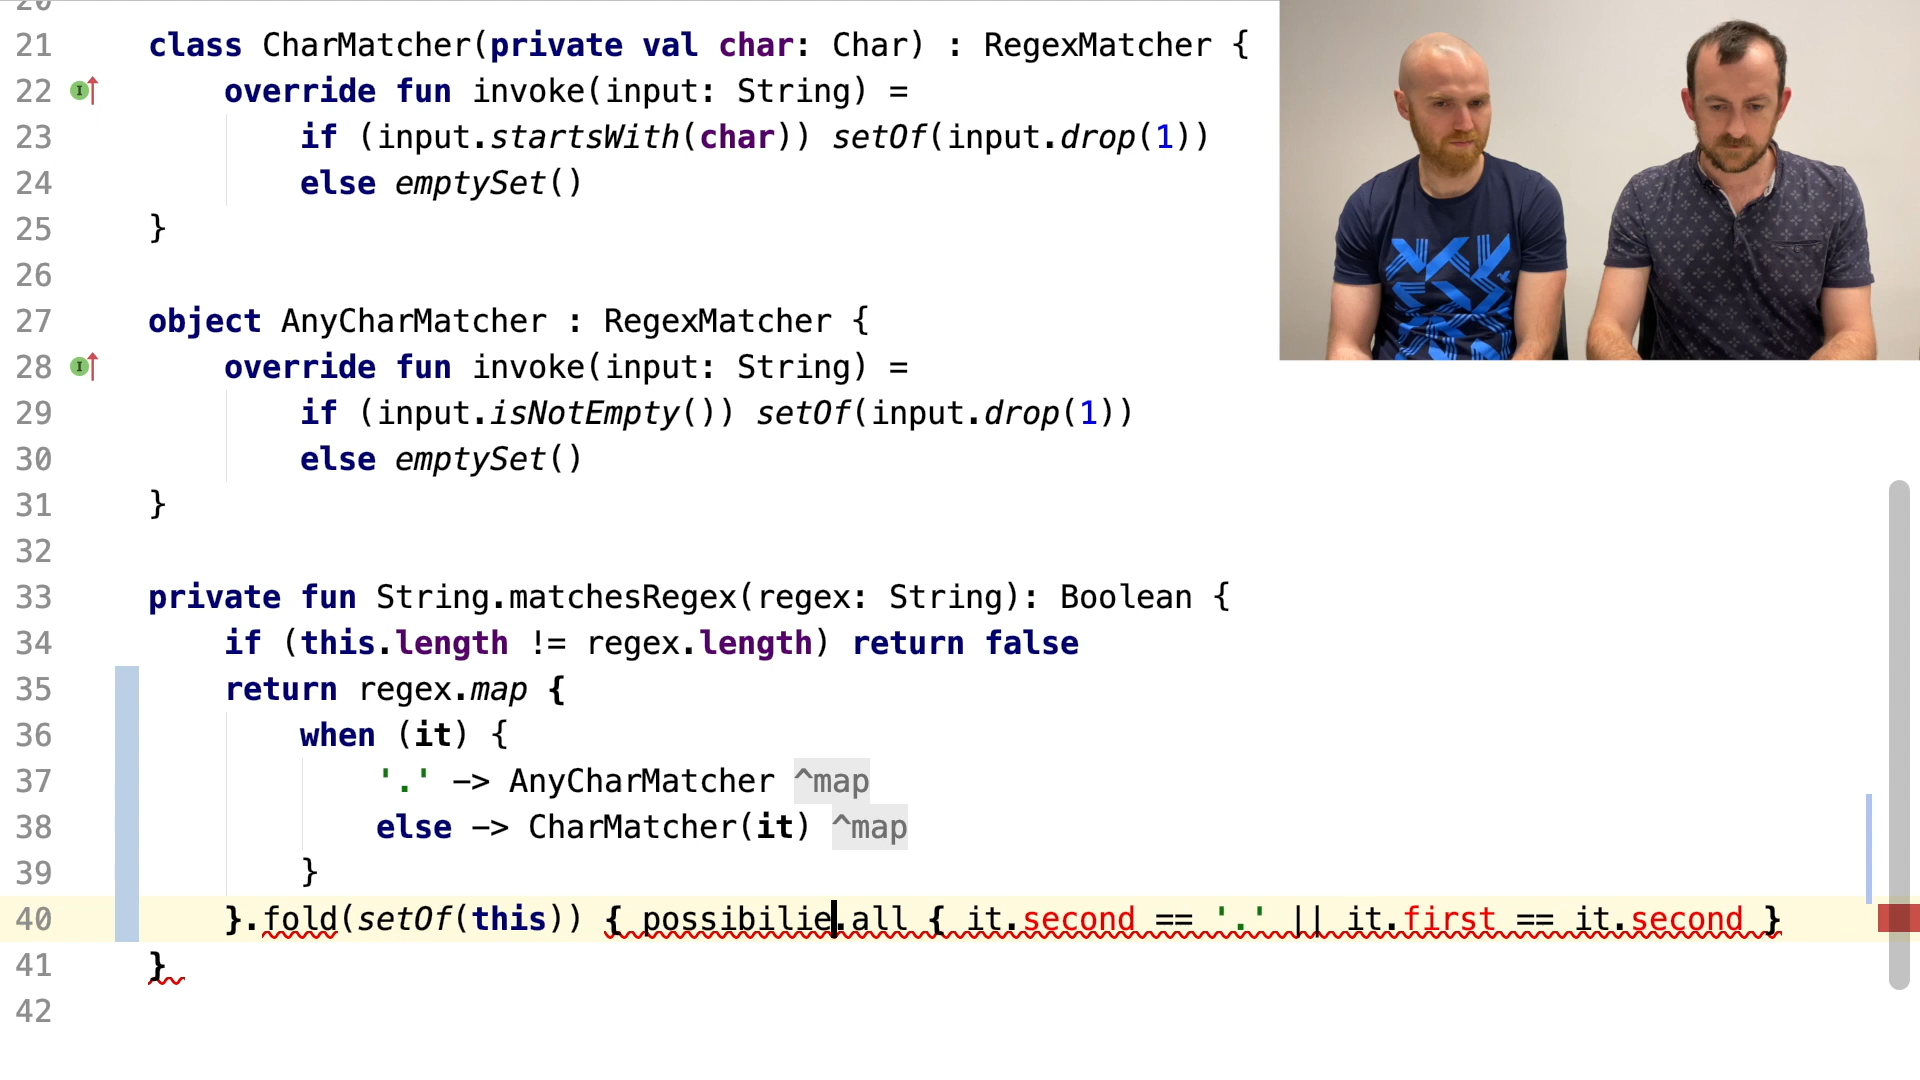 20
21 class CharMatcher(private val char: Char) : RegexMatcher {
22 override fun invoke(input: String) =
23 if (input.startsWith(char)) setOf(input.drop(1))
24 else emptySet()
25 }
26
27 object AnyCharMatcher : RegexMatcher {
28 override fun invoke(input: String) =
29 if (input.isNotEmpty()) setOf(input.drop(1))
30 else emptySet()
31 }
32
33 private fun String.matchesRegex(regex: String): Boolean {
34 if (this.length != regex.length) return false
35 return regex.map {
36 when (it) {
37 '.' -> AnyCharMatcher ^map
38 else -> CharMatcher(it) ^map
39 }
40 }.fold(setOf(this)) { possibilie.all { it.second == '.' || it.first == it.second }
41 }
42